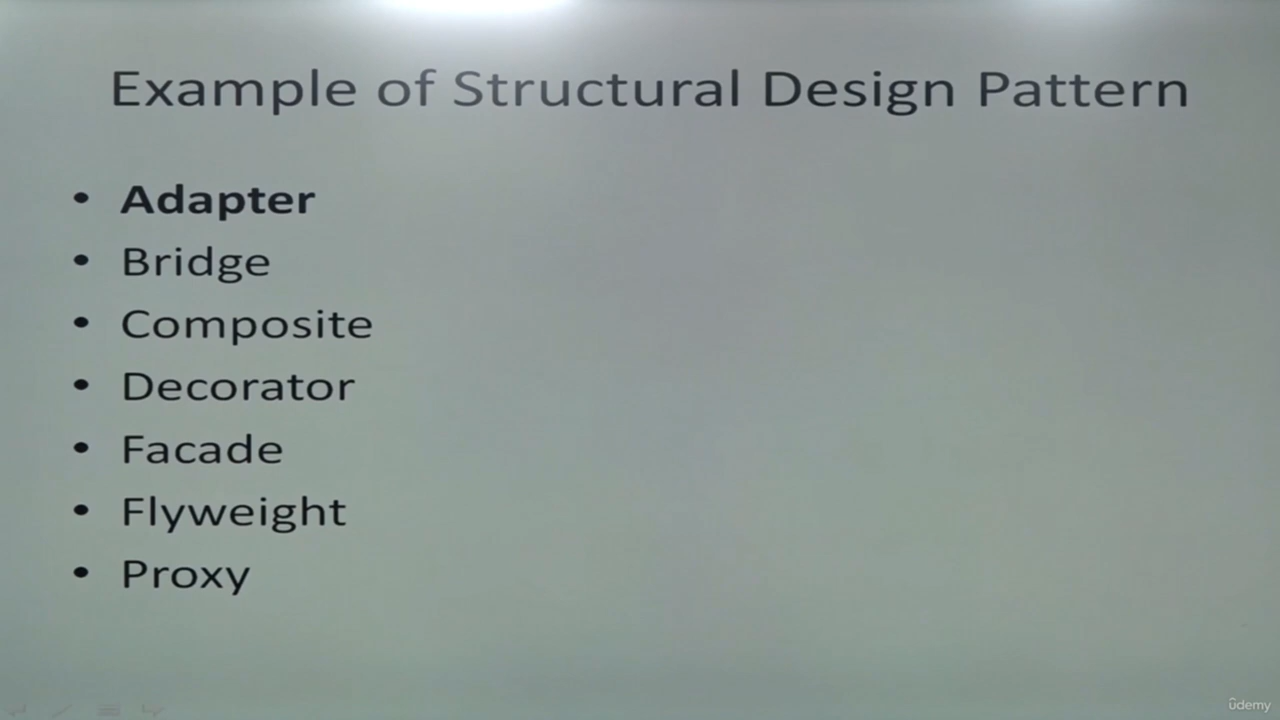 Example of Structural Design Pattern
• Adapter
• Bridge
• Composite
• Decorator
• Facade
• Flyweight
• Proxy
ûdemy